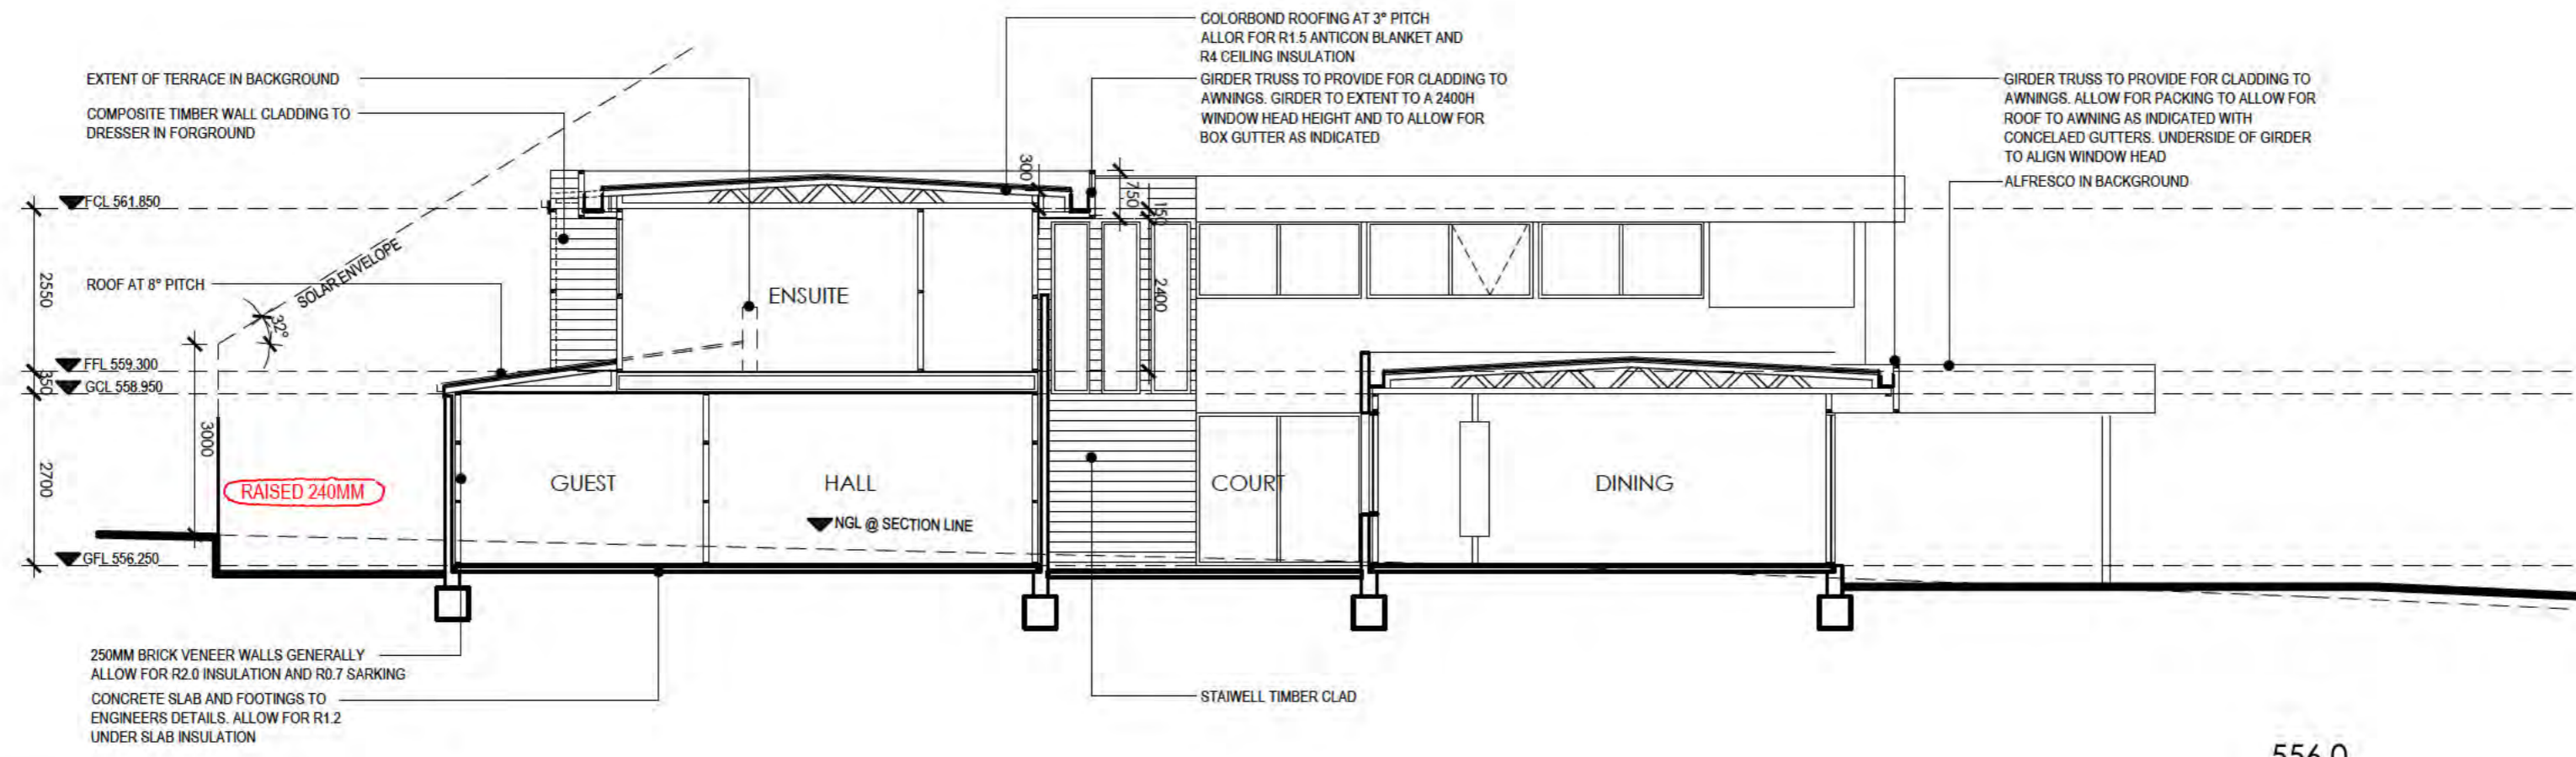 COLORBOND ROOFING AT 3° PITCH
ALLOR FOR R1.5 ANTICON BLANKET AND
R4 CEILING INSULATION
EXTENT OF TERRACE IN BACKGROUND
COMPOSITE TIMBER WALL CLADDING TO
DRESSER IN FORGROUND
GIRDER TRUSS TO PROVIDE FOR CLADDING TO
AWNINGS. GIRDER TO EXTENT TO A 2400H
WINDOW HEAD HEIGHT AND TO ALLOW FOR
BOX GUTTER AS INDICATED
GIRDER TRUSS TO PROVIDE FOR CLADDING TO
AWNINGS. ALLOW FOR PACKING TO ALLOW FOR
ROOF TO AWNING AS INDICATED WITH
CONCELAED GUTTERS. UNDERSIDE OF GIRDER
TO ALIGN WINDOW HEAD
ALFRESCO IN BACKGROUND
300
750
150
FCL 561.850
2550
ROOF AT 8° PITCH
SOLAR ENVELOPE
32°
ENSUITE
2400
FFL 559.300
350
GCL 558.950
3000
2700
RAISED 240MM
GUEST
HALL
COURT
DINING
NGL @ SECTION LINE
GFL 556.250
250MM BRICK VENEER WALLS GENERALLY
ALLOW FOR R2.0 INSULATION AND R0.7 SARKING
CONCRETE SLAB AND FOOTINGS TO
ENGINEERS DETAILS. ALLOW FOR R1.2
UNDER SLAB INSULATION
STAIWELL TIMBER CLAD
556.0